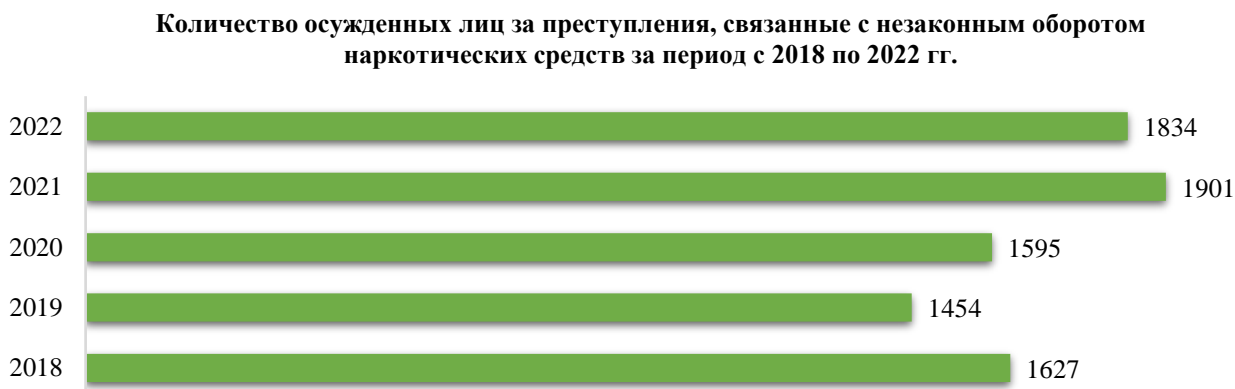 Количество осужденных лиц за преступления, связанные с незаконным оборотом
наркотических средств за период с 2018 по 2022 гг.
2022 1834
2021 1901
2020 1595
2019 1454
2018 1627